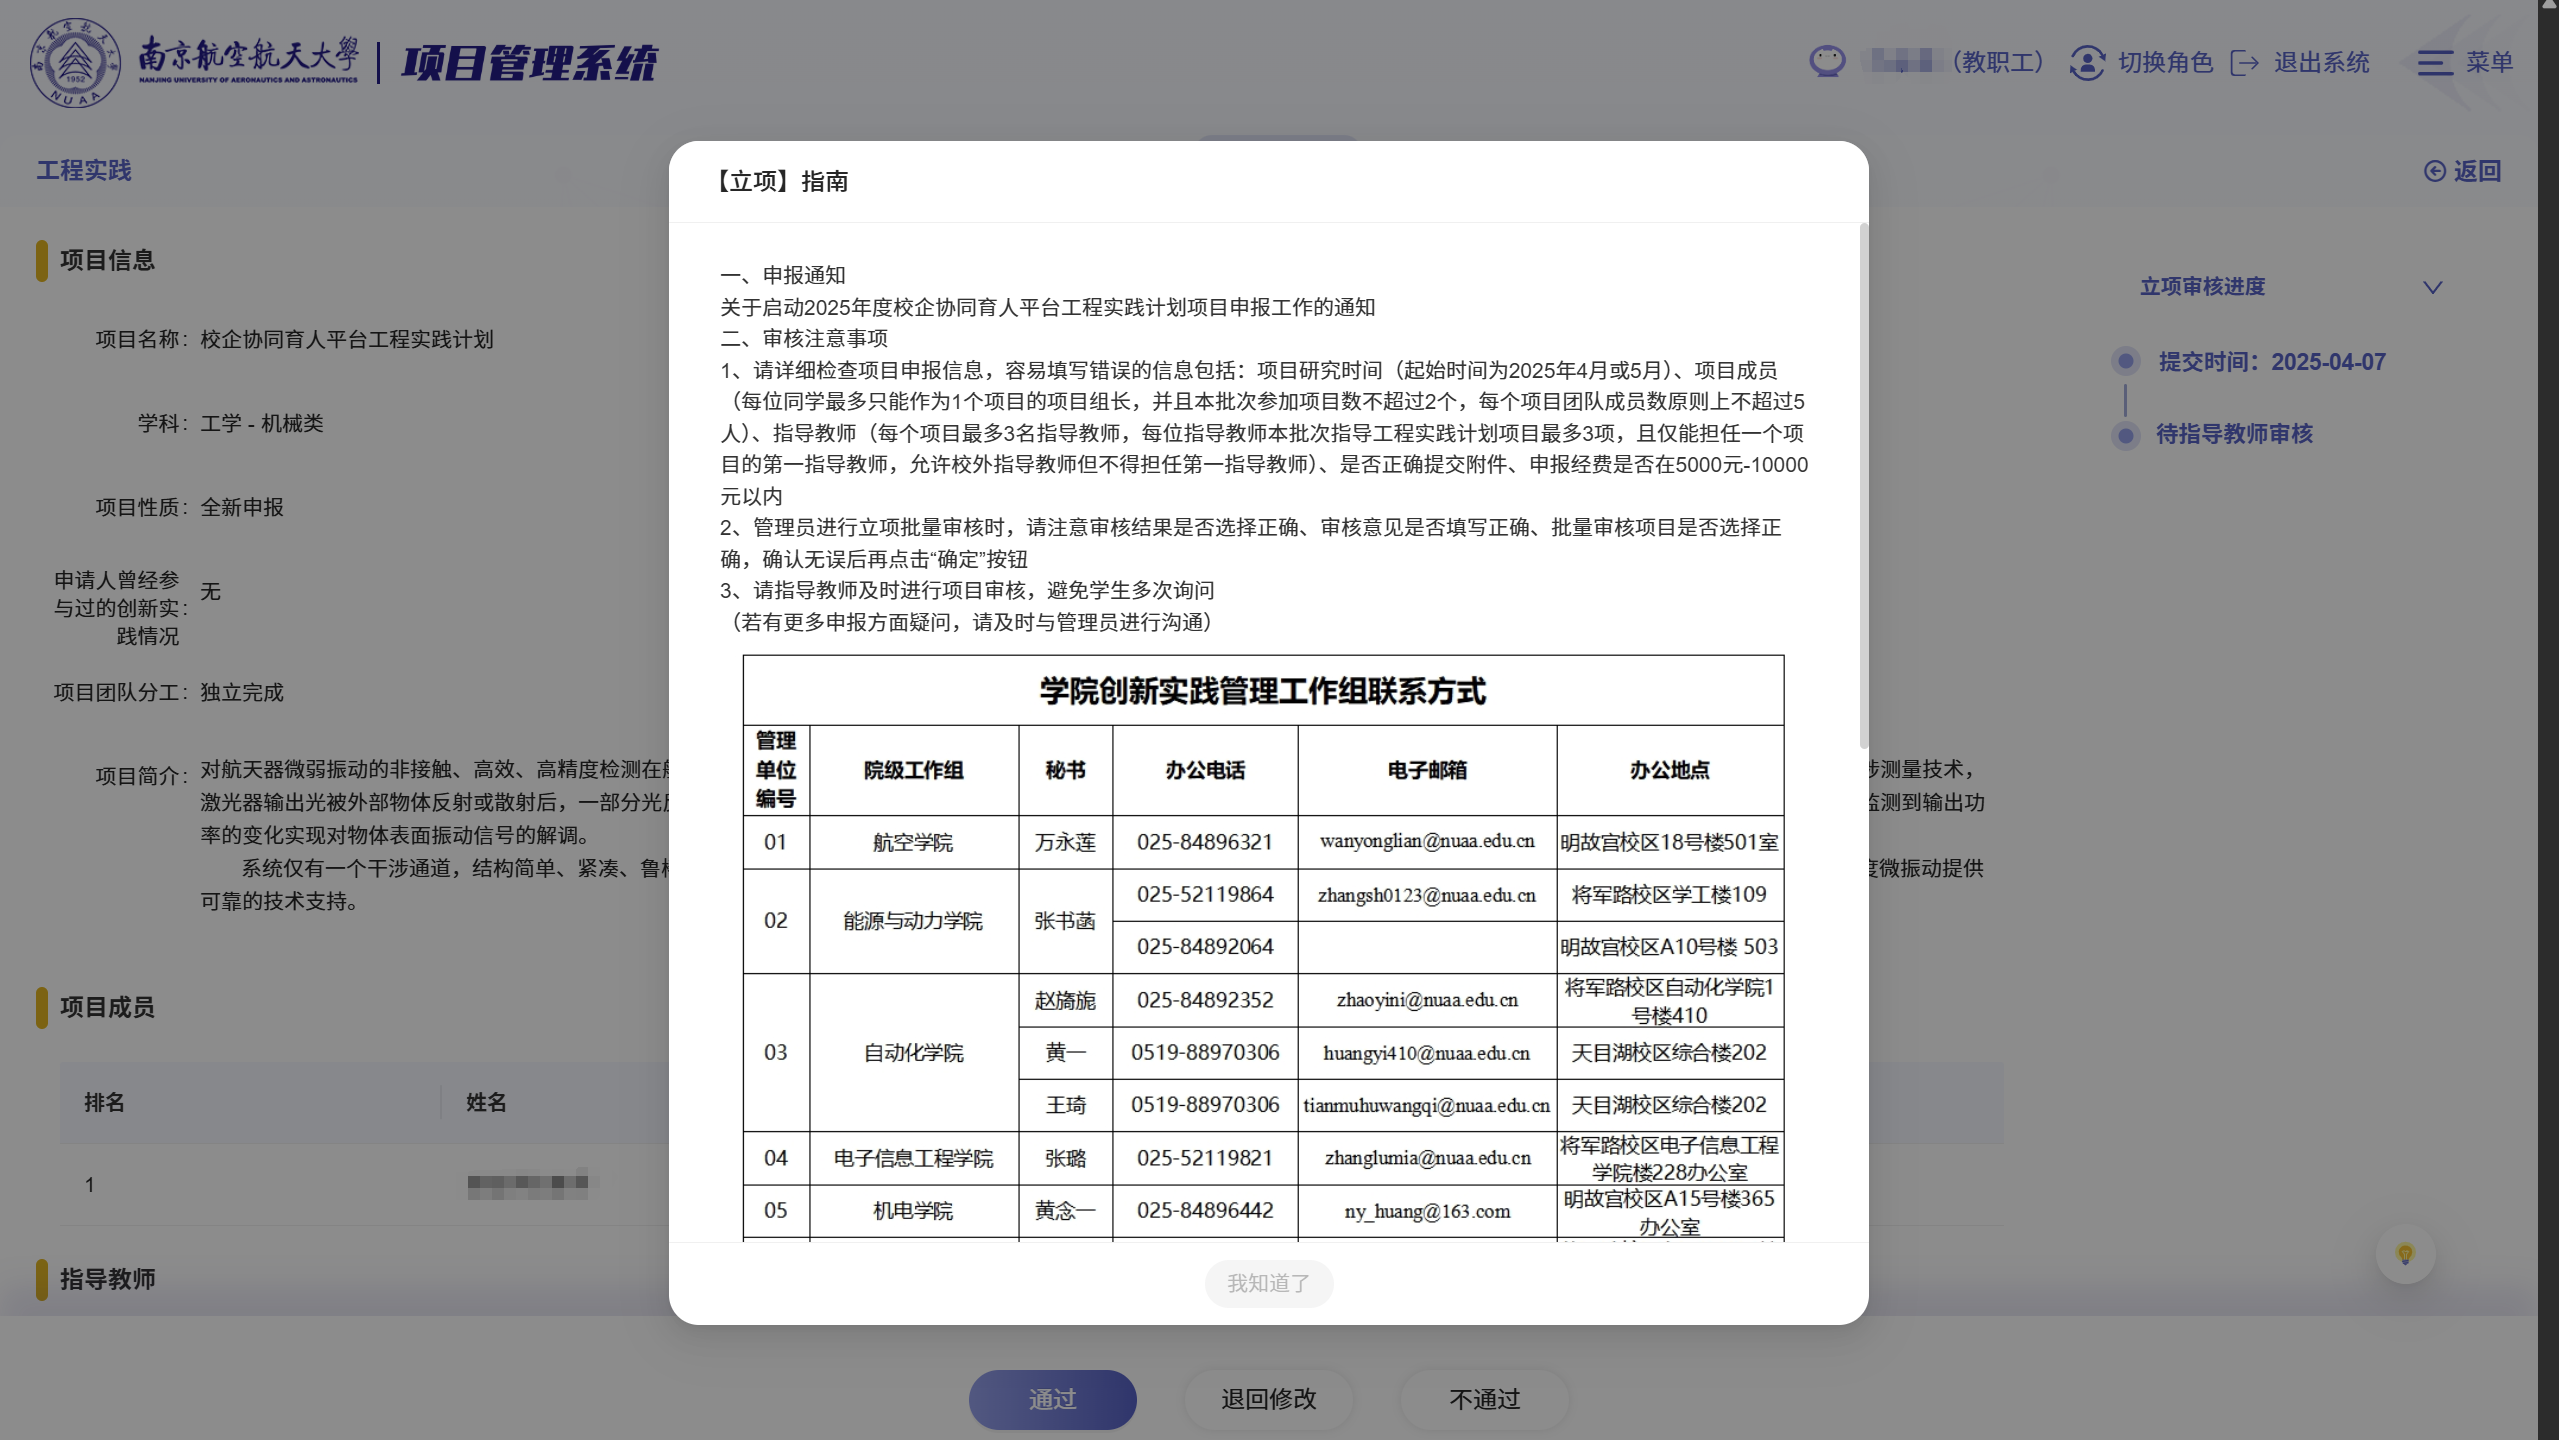 南京航空航天大學
NANJING UNIVERSITY OF AERONAUTICS AND ASTRONAUTICS
1952
NUAA
项目管理系统
（教职工）
切换角色
退出系统
菜单
工程实践
返回
项目信息
项目名称： 校企协同育人平台工程实践计划
学科： 工学 - 机械类
项目性质： 全新申报
申请人曾经参
与过的创新实：
践情况
无
项目团队分工： 独立完成
项目简介： 对航天器微弱振动的非接触、高效、高精度检测在
激光器输出光被外部物体反射或散射后，一部分光
率的变化实现对物体表面振动信号的解调。
系统仅有一个干涉通道，结构简单、紧凑、鲁
可靠的技术支持。
涉测量技术，
监测到输出功
度微振动提供
项目成员
排名 姓名
1
指导教师
立项审核进度
提交时间：2025-04-07
待指导教师审核
【立项】指南
一、申报通知
关于启动2025年度校企协同育人平台工程实践计划项目申报工作的通知
二、审核注意事项
1、请详细检查项目申报信息，容易填写错误的信息包括：项目研究时间（起始时间为2025年4月或5月）、项目成员
（每位同学最多只能作为1个项目的项目组长，并且本批次参加项目数不超过2个，每个项目团队成员数原则上不超过5
人）、指导教师（每个项目最多3名指导教师，每位指导教师本批次指导工程实践计划项目最多3项，且仅能担任一个项
目的第一指导教师，允许校外指导教师但不得担任第一指导教师）、是否正确提交附件、申报经费是否在5000元-10000
元以内
2、管理员进行立项批量审核时，请注意审核结果是否选择正确、审核意见是否填写正确、批量审核项目是否选择正
确，确认无误后再点击“确定”按钮
3、请指导教师及时进行项目审核，避免学生多次询问
（若有更多申报方面疑问，请及时与管理员进行沟通）
学院创新实践管理工作组联系方式
管理
单位
编号
院级工作组 秘书 办公电话 电子邮箱 办公地点
01 航空学院 万永莲 025-84896321 wanyonglian@nuaa.edu.cn 明故宫校区18号楼501室
02 能源与动力学院 张书菡 025-52119864 zhangsh0123@nuaa.edu.cn 将军路校区学工楼109
025-84892064 明故宫校区A10号楼 503
03 自动化学院 赵旖旎 025-84892352 zhaoyini@nuaa.edu.cn 将军路校区自动化学院1
号楼410
黄一 0519-88970306 huangyi410@nuaa.edu.cn 天目湖校区综合楼202
王琦 0519-88970306 tianmuhuwangqi@nuaa.edu.cn 天目湖校区综合楼202
04 电子信息工程学院 张璐 025-52119821 zhanglumia@nuaa.edu.cn 将军路校区电子信息工程
学院楼228办公室
05 机电学院 黄念一 025-84896442 ny_huang@163.com 明故宫校区A15号楼365
办公室
我知道了
通过
退回修改
不通过